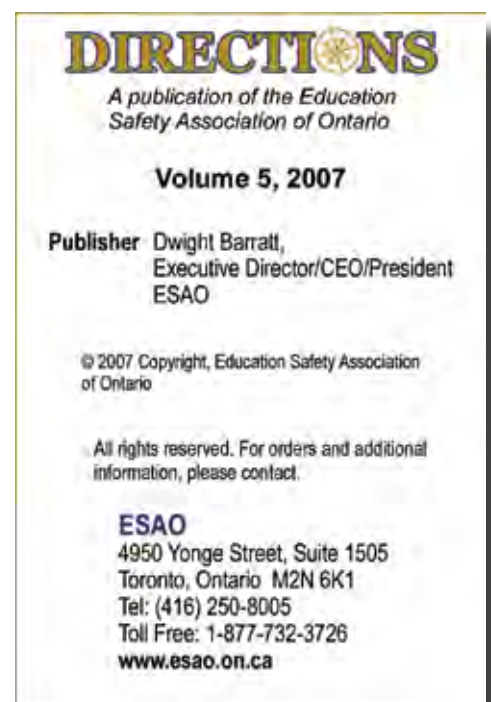 DIRECTIONS
A publication of the Education
Safety Association of Ontario
Volume 5, 2007
Publisher Dwight Barratt,
Executive Director/CEO/President
ESAO
© 2007 Copyright, Education Safety Association
of Ontario
All rights reserved. For orders and additional
information, please contact.
ESAO
4950 Yonge Street, Suite 1505
Toronto, Ontario M2N 6K1
Tel: (416) 250-8005
Toll Free: 1-877-732-3726
www.esao.on.ca